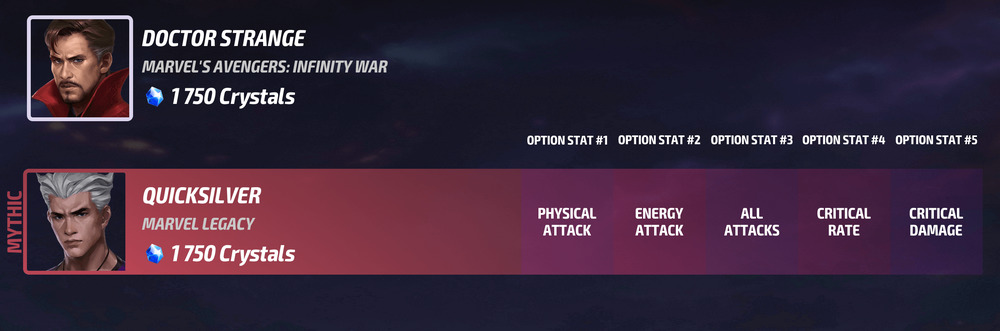 DOCTOR STRANGE
MARVEL'S AVENGERS: INFINITY WAR
1 750 Crystals
OPTION STAT #1 OPTION STAT #2 OPTION STAT #3 OPTION STAT #4 OPTION STAT #5
MYTHIC
QUICKSILVER
MARVEL LEGACY
1 750 Crystals
PHYSICAL
ATTACK
ENERGY
ATTACK
ALL
ATTACKS
CRITICAL
RATE
CRITICAL
DAMAGE